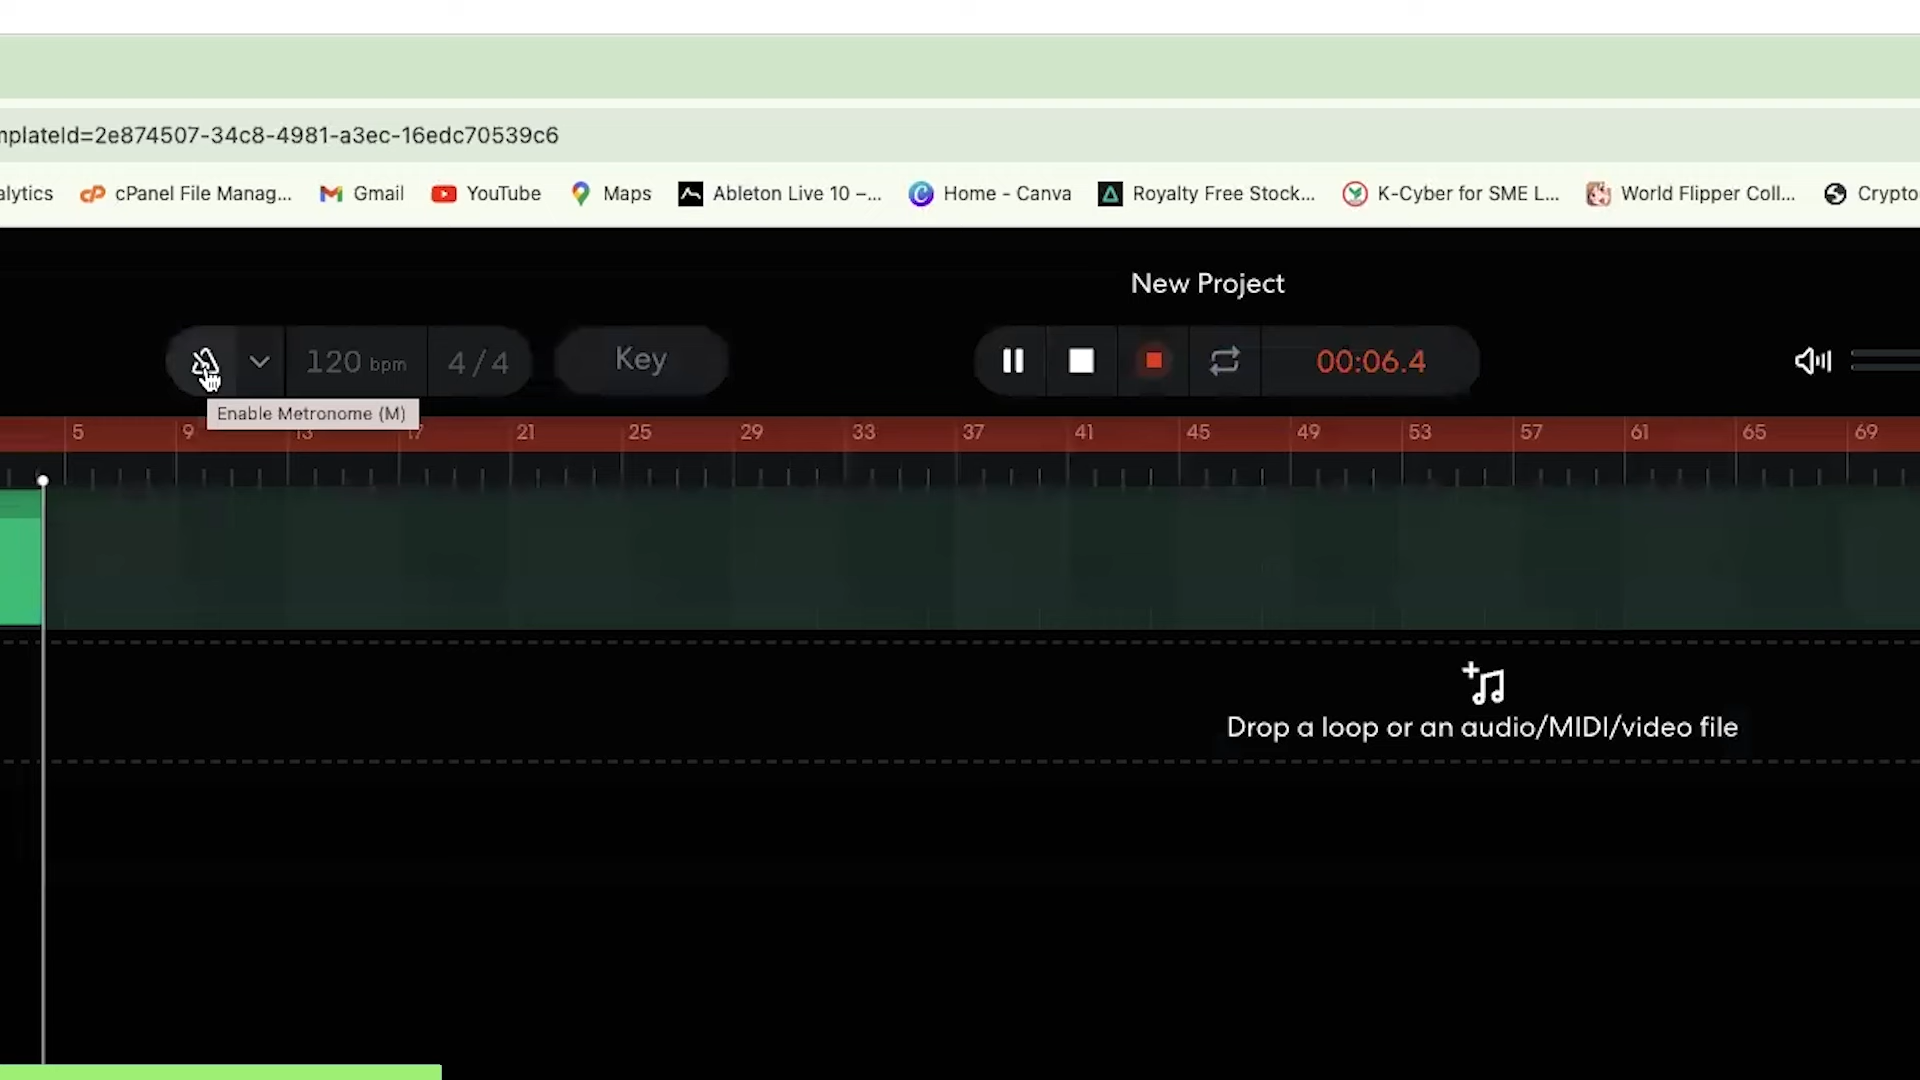 mplateId=2e874507-34c8-4981-a3ec-16edc70539c6
alytics cPanel File Manag... Gmail YouTube Maps Ableton Live 10 –... Home - Canva Royalty Free Stock... K-Cyber for SME L... World Flipper Coll... Crypto
New Project
120 bpm 4/4 Key 00:06.4
Enable Metronome (M)
5 9 13 17 21 25 29 33 37 41 45 49 53 57 61 65 69
Drop a loop or an audio/MIDI/video file